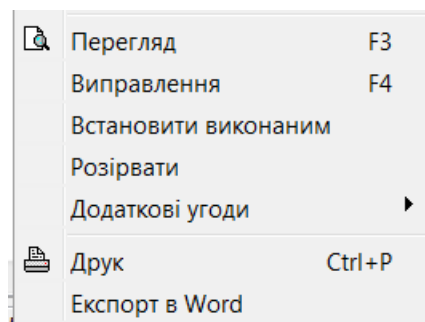 Перегляд F3
Виправлення F4
Встановити виконаним
Розірвати
Додаткові угоди
Друк Ctrl+P
Експорт в Word